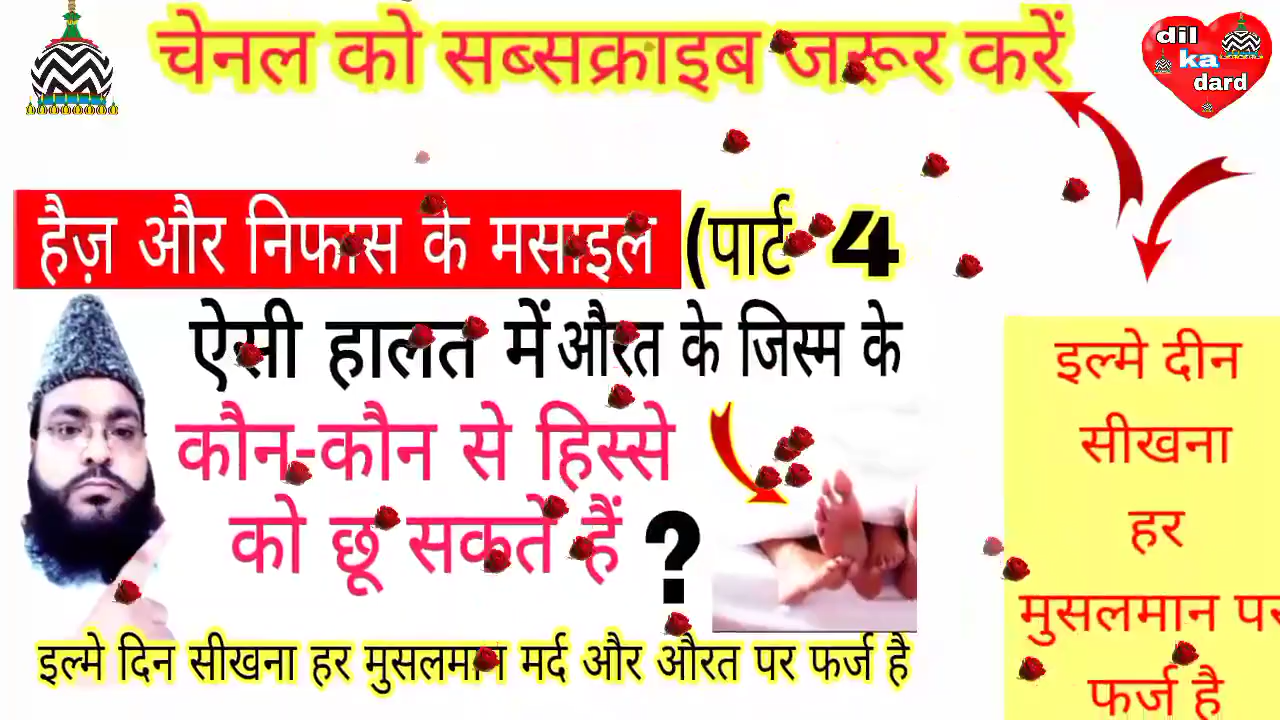 चेनल को सब्सक्राइब जरूर करें
dil
ka
dard
हैज़ और निफास के मसाइल (पार्ट 4
ऐसी हालत में औरत के जिस्म के
कौन-कौन से हिस्से
को छू सकते हैं ?
इल्मे दिन सीखना हर मुसलमान मर्द और औरत पर फर्ज है
इल्मे दीन
सीखना
हर
मुसलमान पर
फर्ज है